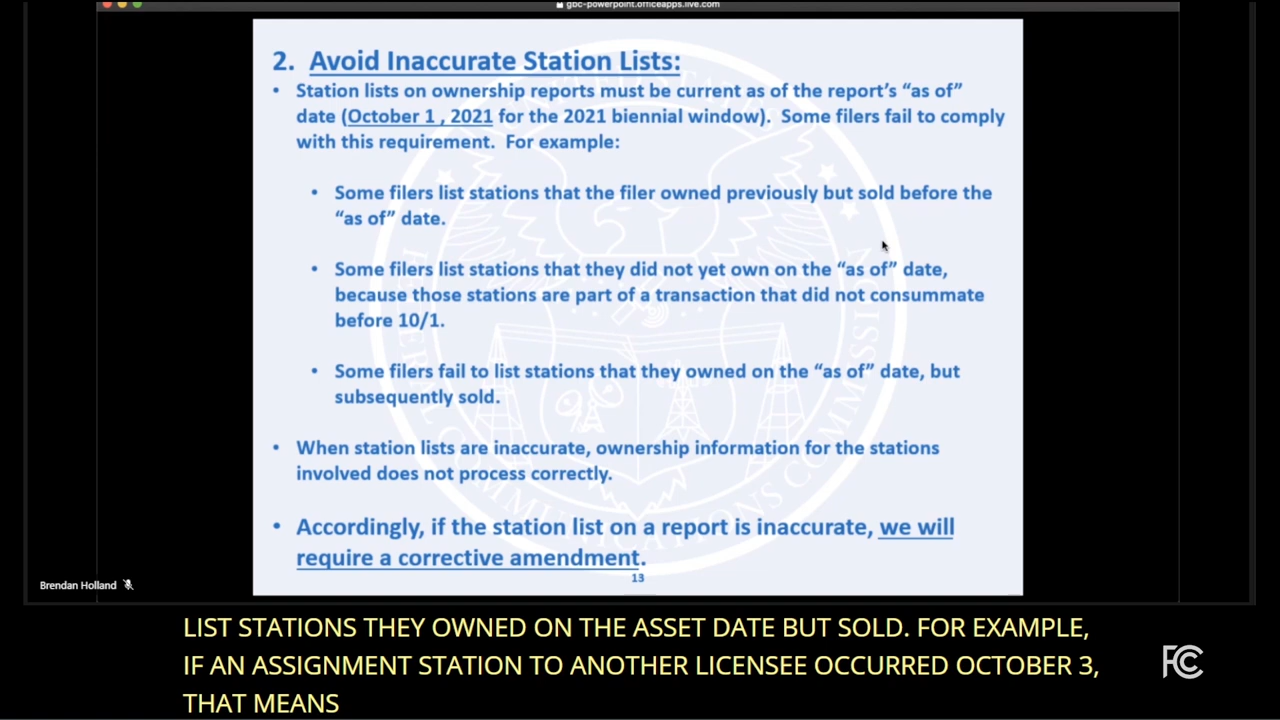 gbc-powerpoint.officeapps.live.com
2. Avoid Inaccurate Station Lists:
• Station lists on ownership reports must be current as of the report's “as of”
date (October 1 , 2021 for the 2021 biennial window). Some filers fail to comply
with this requirement. For example:
• Some filers list stations that the filer owned previously but sold before the
“as of” date.
• Some filers list stations that they did not yet own on the “as of” date,
because those stations are part of a transaction that did not consummate
before 10/1.
• Some filers fail to list stations that they owned on the “as of” date, but
subsequently sold.
• When station lists are inaccurate, ownership information for the stations
involved does not process correctly.
• Accordingly, if the station list on a report is inaccurate, we will
require a corrective amendment.
13
Brendan Holland
LIST STATIONS THEY OWNED ON THE ASSET DATE BUT SOLD. FOR EXAMPLE,
IF AN ASSIGNMENT STATION TO ANOTHER LICENSEE OCCURRED OCTOBER 3,
THAT MEANS
FCC